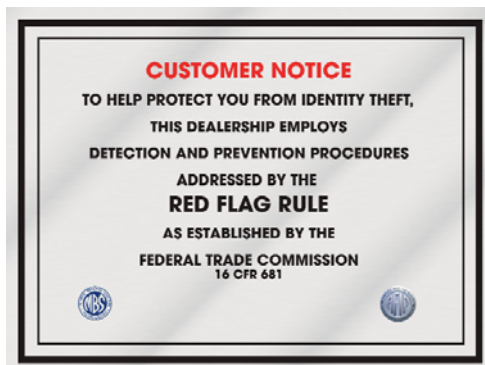 CUSTOMER NOTICE
TO HELP PROTECT YOU FROM IDENTITY THEFT,
THIS DEALERSHIP EMPLOYS
DETECTION AND PREVENTION PROCEDURES
ADDRESSED BY THE
RED FLAG RULE
AS ESTABLISHED BY THE
FEDERAL TRADE COMMISSION
16 CFR 681
MBS